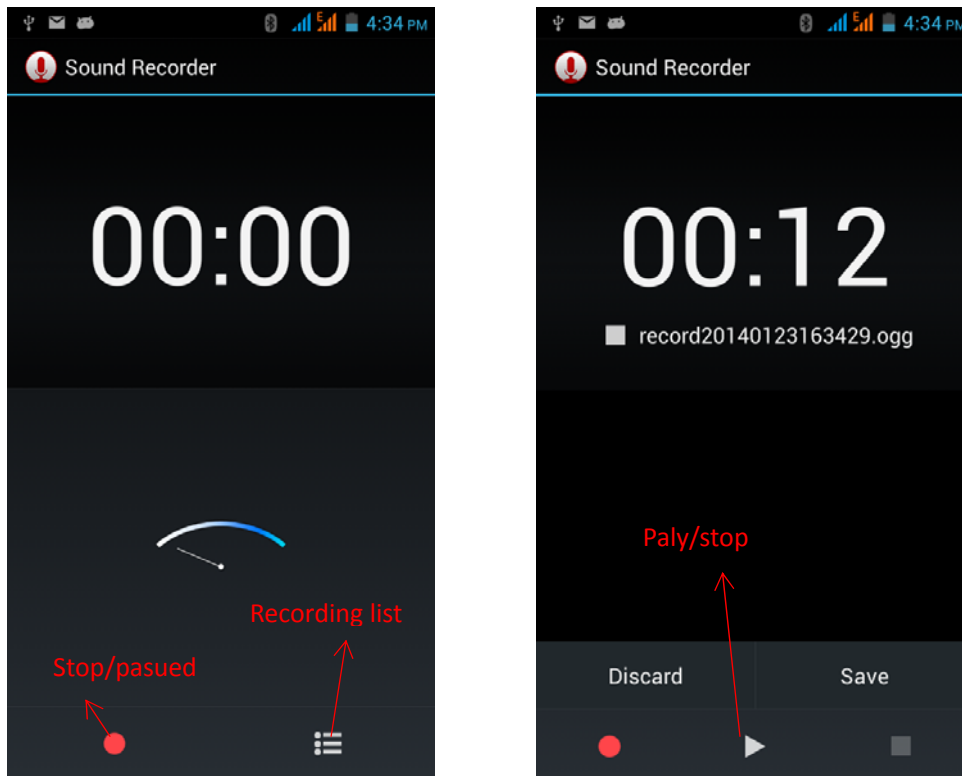 E
4:34 PM
Sound Recorder
00:00
Recording list
Stop/pasued
E
4:34 PM
Sound Recorder
00:12
record20140123163429.ogg
Paly/stop
Discard
Save